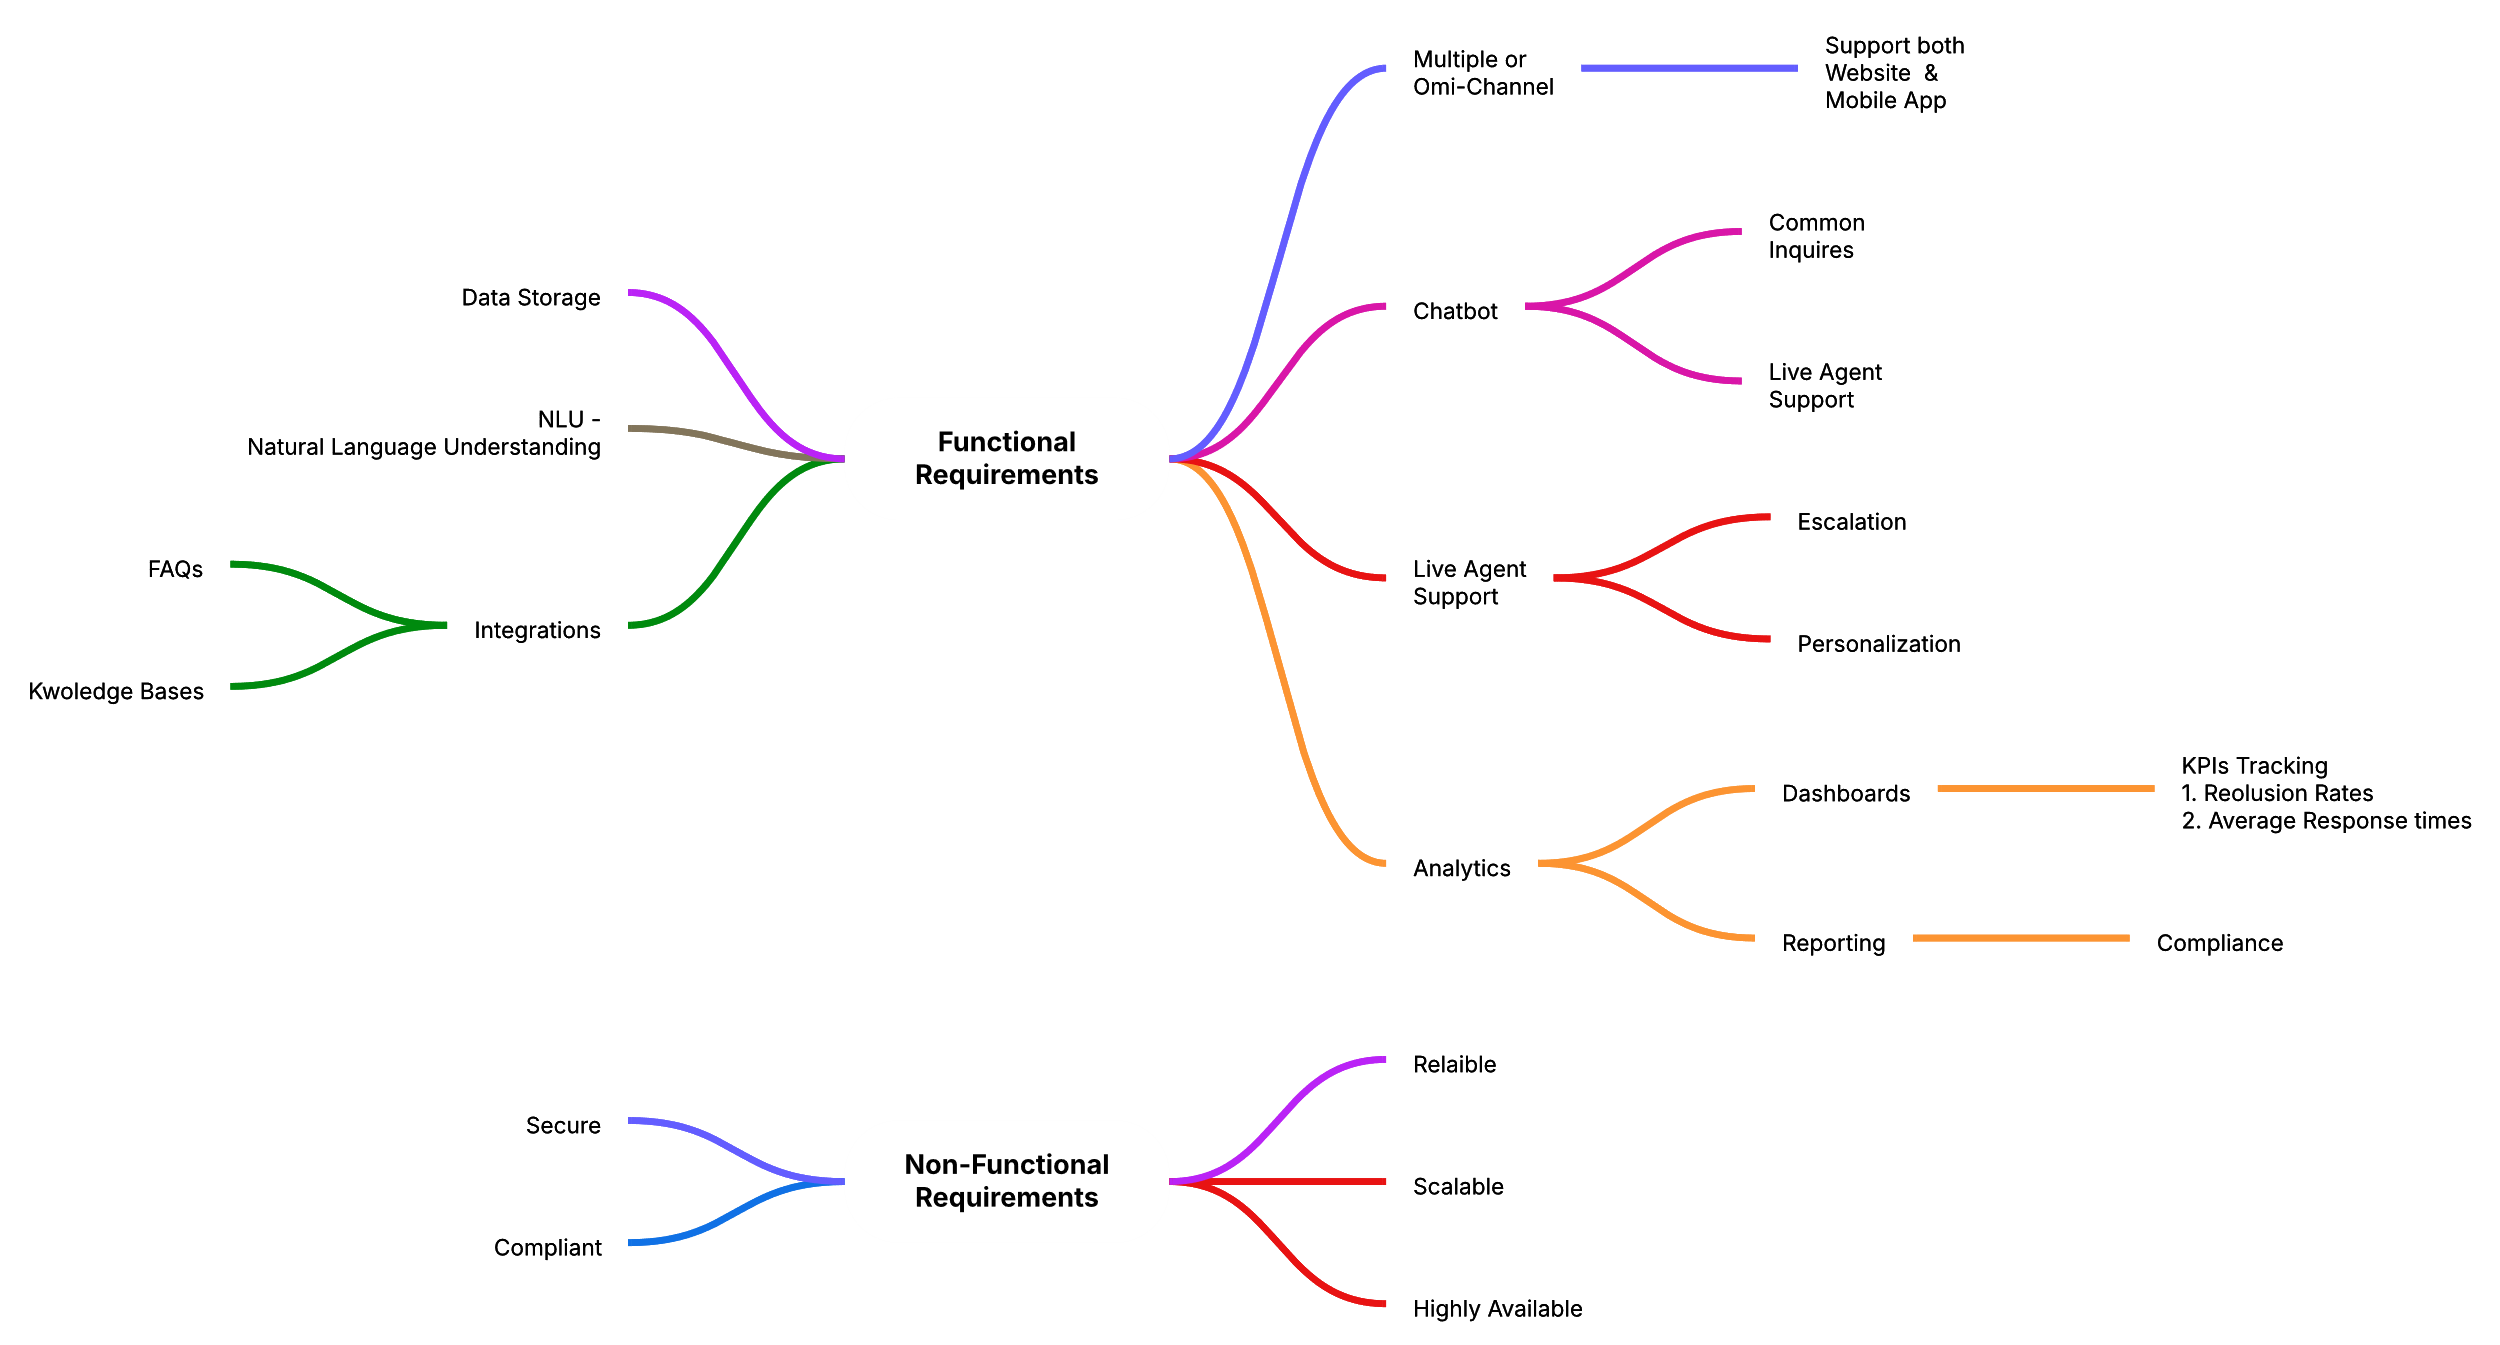 Functional
Requirements
Multiple or
Omi-Channel
Support both
Website  &
Mobile App
Chatbot
Common
Inquires
Live Agent
Support
Live Agent
Support
Escalation
Personalization
Analytics
Dashboards
KPIs Tracking
1. Reolusion Rates
2. Average Response times
Reporting
Compliance
Data Storage
NLU -
Natural Language Understanding
Integrations
FAQs
Kwoledge Bases
Non-Functional
Requirements
Relaible
Scalable
Highly Available
Secure
Compliant